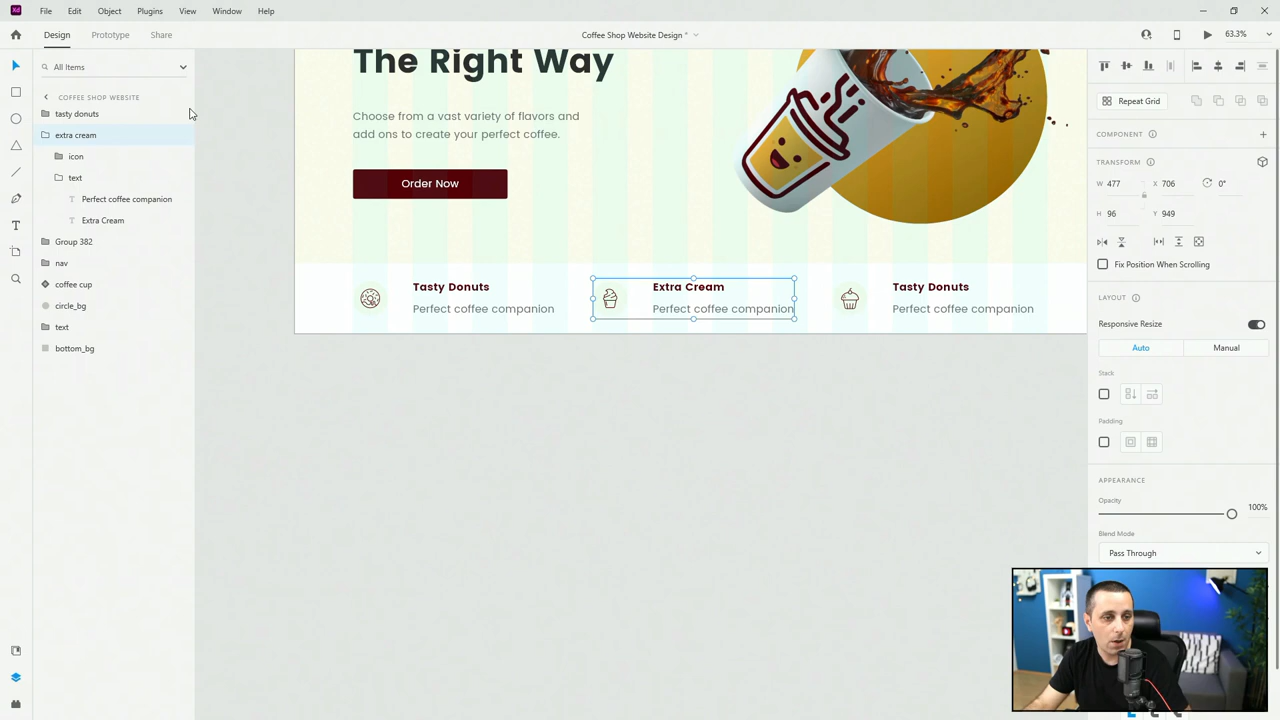 Xd File Edit Object Plugins View Window Help
Design Prototype Share
Coffee Shop Website Design *
63.3%
All Items
COFFEE SHOP WEBSITE
tasty donuts
extra cream
icon
text
Perfect coffee companion
Extra Cream
Group 382
nav
coffee cup
circle_bg
text
bottom_bg
The Right Way
Choose from a vast variety of flavors and
add ons to create your perfect coffee.
Order Now
Tasty Donuts
Perfect coffee companion
Extra Cream
Perfect coffee companion
Tasty Donuts
Perfect coffee companion
Repeat Grid
COMPONENT
TRANSFORM
W 477 X 706 0°
H 96 Y 949
Fix Position When Scrolling
LAYOUT
Responsive Resize
Auto Manual
Stack
Padding
APPEARANCE
Opacity
100%
Blend Mode
Pass Through